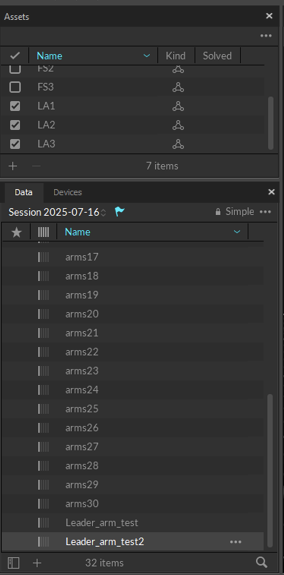 Assets
Name Kind Solved
FS2
FS3
LA1
LA2
LA3
7 items
Data Devices
Session 2025-07-16 Simple
Name
arms17
arms18
arms19
arms20
arms21
arms22
arms23
arms24
arms25
arms26
arms27
arms28
arms29
arms30
Leader_arm_test
Leader_arm_test2
32 items